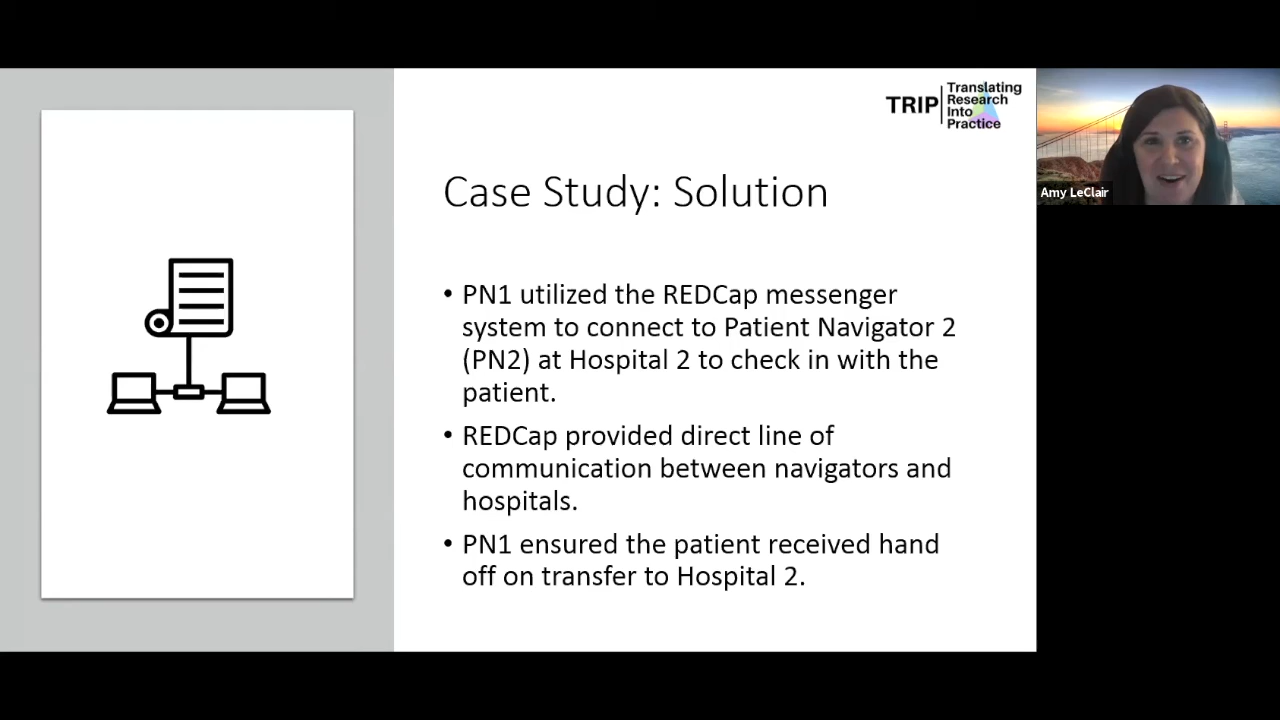 TRIP
Translating
Research
Into
Practice
Amy LeClair
Case Study: Solution
• PN1 utilized the REDCap messenger
system to connect to Patient Navigator 2
(PN2) at Hospital 2 to check in with the
patient.
• REDCap provided direct line of
communication between navigators and
hospitals.
• PN1 ensured the patient received hand
off on transfer to Hospital 2.